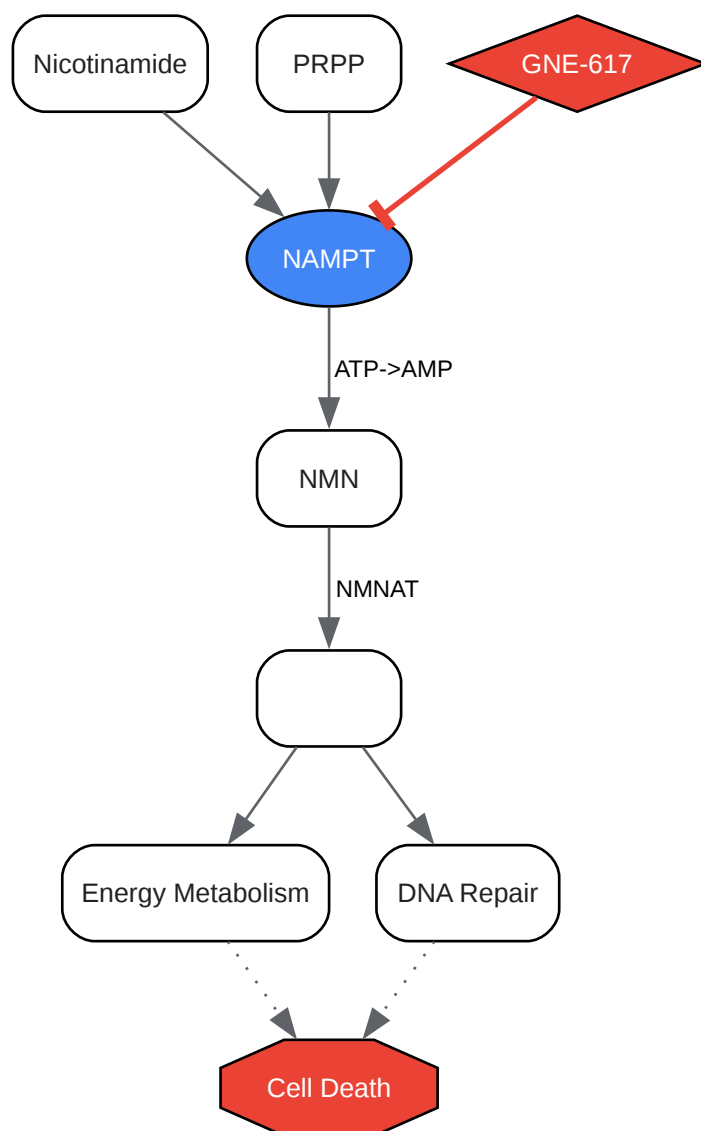 Nicotinamide
PRPP
GNE-617
NAMPT
ATP->AMP
NMN
NMNAT
Energy Metabolism
DNA Repair
Cell Death